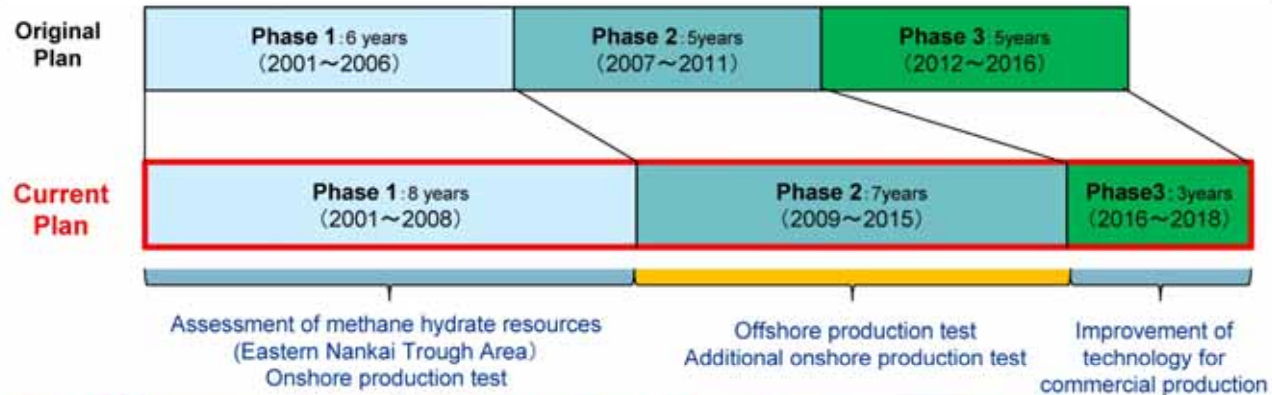 Original
Plan
Phase 1:6 years
(2001～2006)
Phase 2:5years
(2007～2011)
Phase 3:5years
(2012～2016)
Current
Plan
Phase 1:8 years
(2001～2008)
Phase 2:7years
(2009～2015)
Phase3:3years
(2016～2018)
Assessment of methane hydrate resources
(Eastern Nankai Trough Area)
Onshore production test
Offshore production test
Additional onshore production test
Improvement of
technology for
commercial production